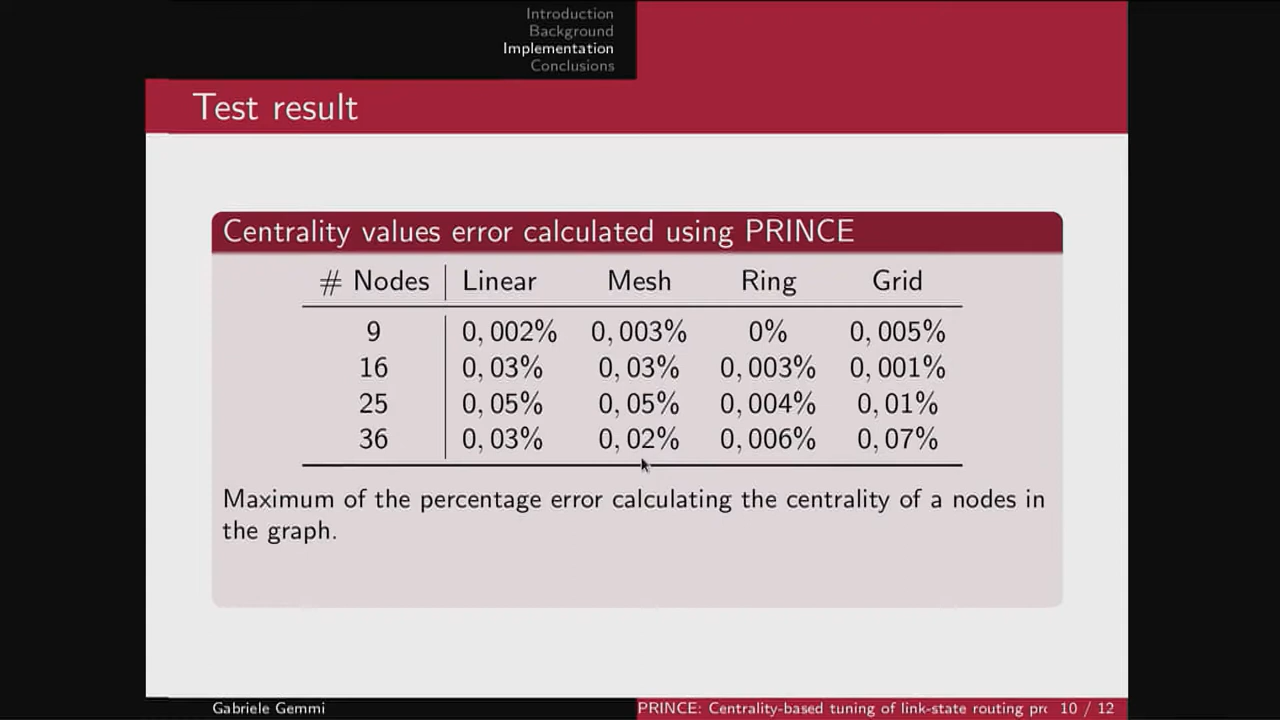 Introduction
Background
Implementation
Conclusions
Test result
Centrality values error calculated using PRINCE
# Nodes Linear Mesh Ring Grid
9 0, 002% 0, 003% 0% 0, 005%
16 0, 03% 0, 03% 0, 003% 0, 001%
25 0, 05% 0, 05% 0, 004% 0, 01%
36 0, 03% 0, 02% 0, 006% 0, 07%
Maximum of the percentage error calculating the centrality of a nodes in
the graph.
Gabriele Gemmi PRINCE: Centrality-based tuning of link-state routing 10 / 12